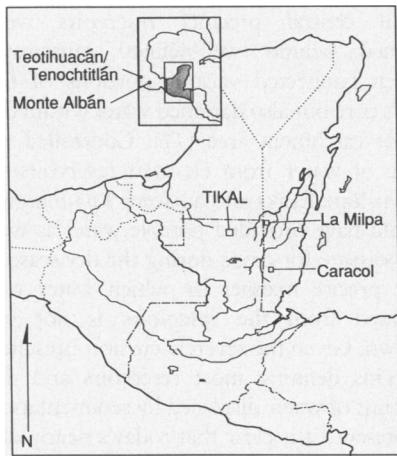 Teotihuacán/
Tenochtitlán
Monte Albán
TIKAL
La Milpa
Caracol
N